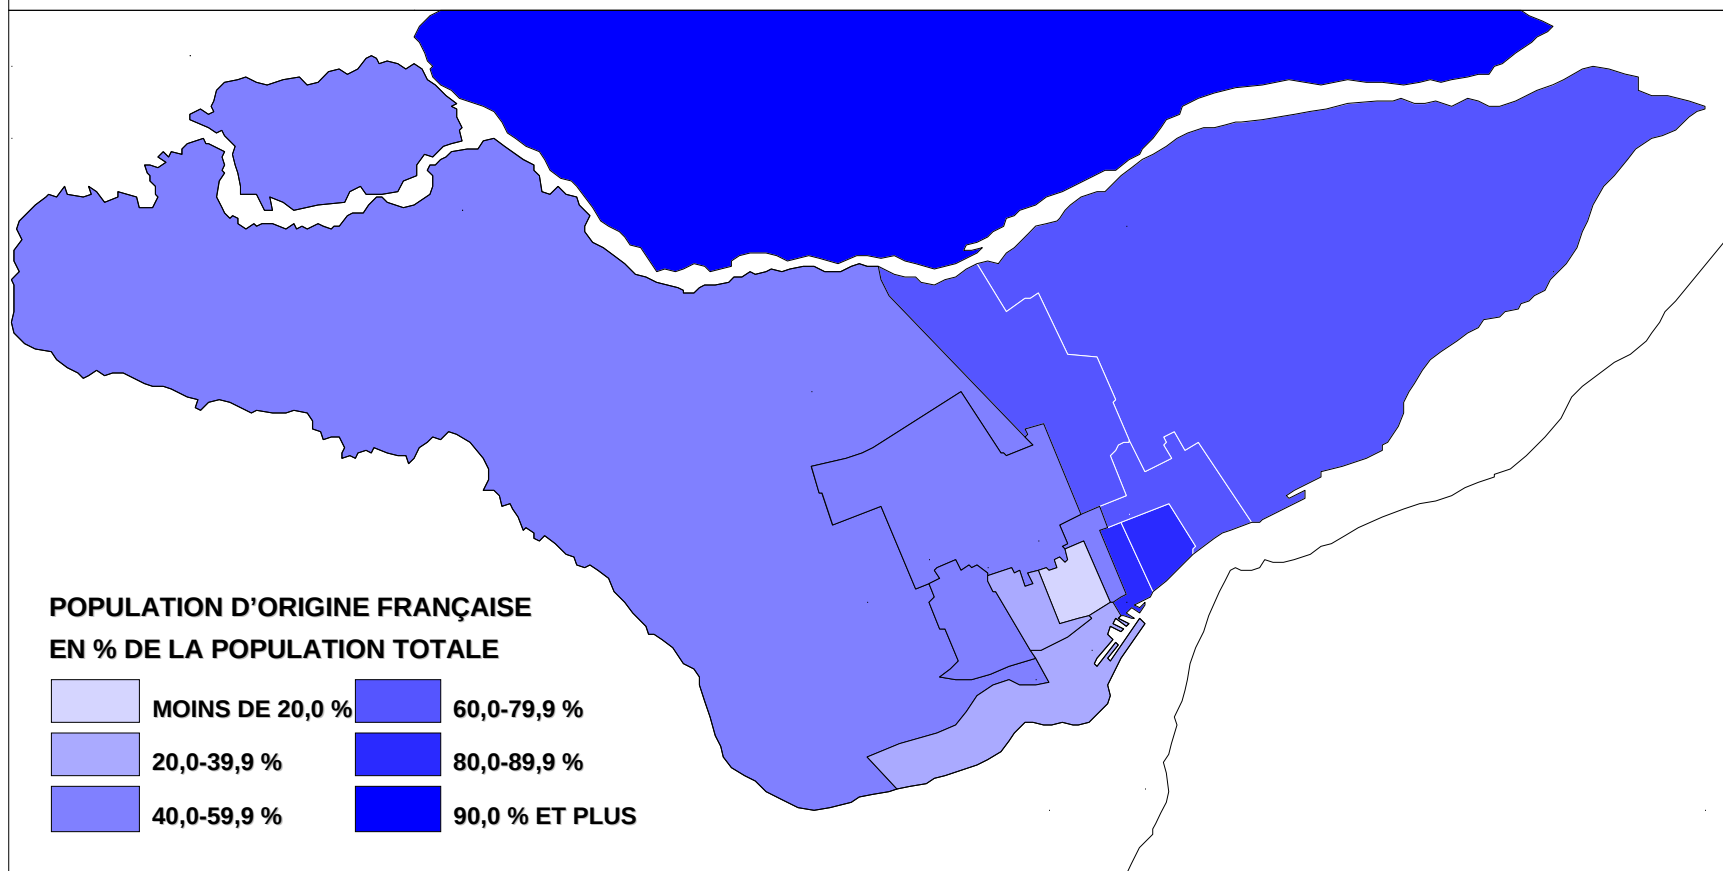 POPULATION D’ORIGINE FRANÇAISE
EN % DE LA POPULATION TOTALE
MOINS DE 20,0 %
20,0-39,9 %
40,0-59,9 %
60,0-79,9 %
80,0-89,9 %
90,0 % ET PLUS